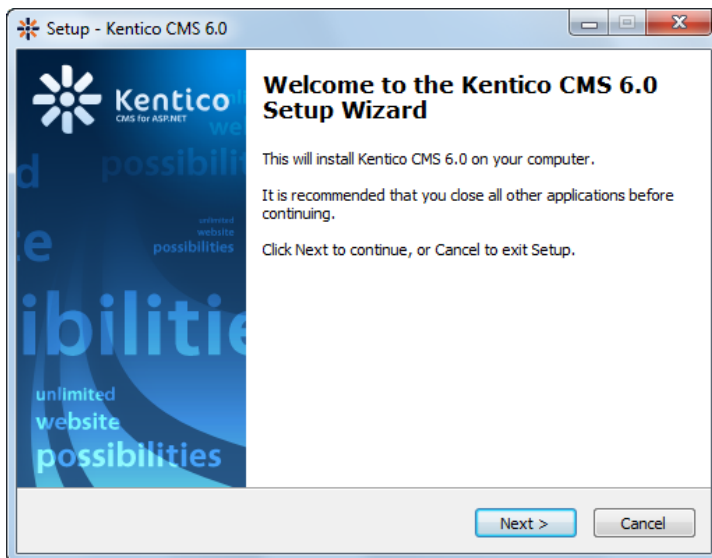 Setup - Kentico CMS 6.0
Kentico
CMS for ASP.NET
we
d possibilit
unlimited
website
:e possibilities
ibilitie
unlimited
website
possibilities
Welcome to the Kentico CMS 6.0
Setup Wizard
This will install Kentico CMS 6.0 on your computer.
It is recommended that you close all other applications before
continuing.
Click Next to continue, or Cancel to exit Setup.
Next >
Cancel